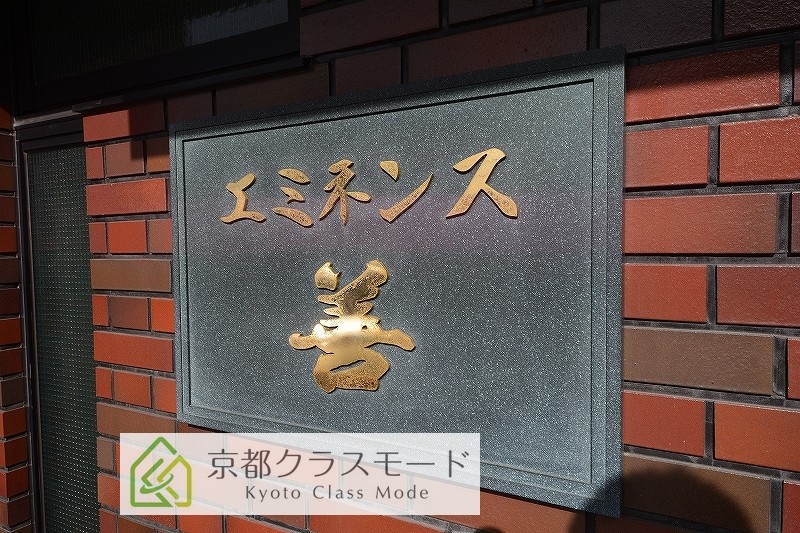 エミネンス
善
京都クラスモード
Kyoto Class Mode